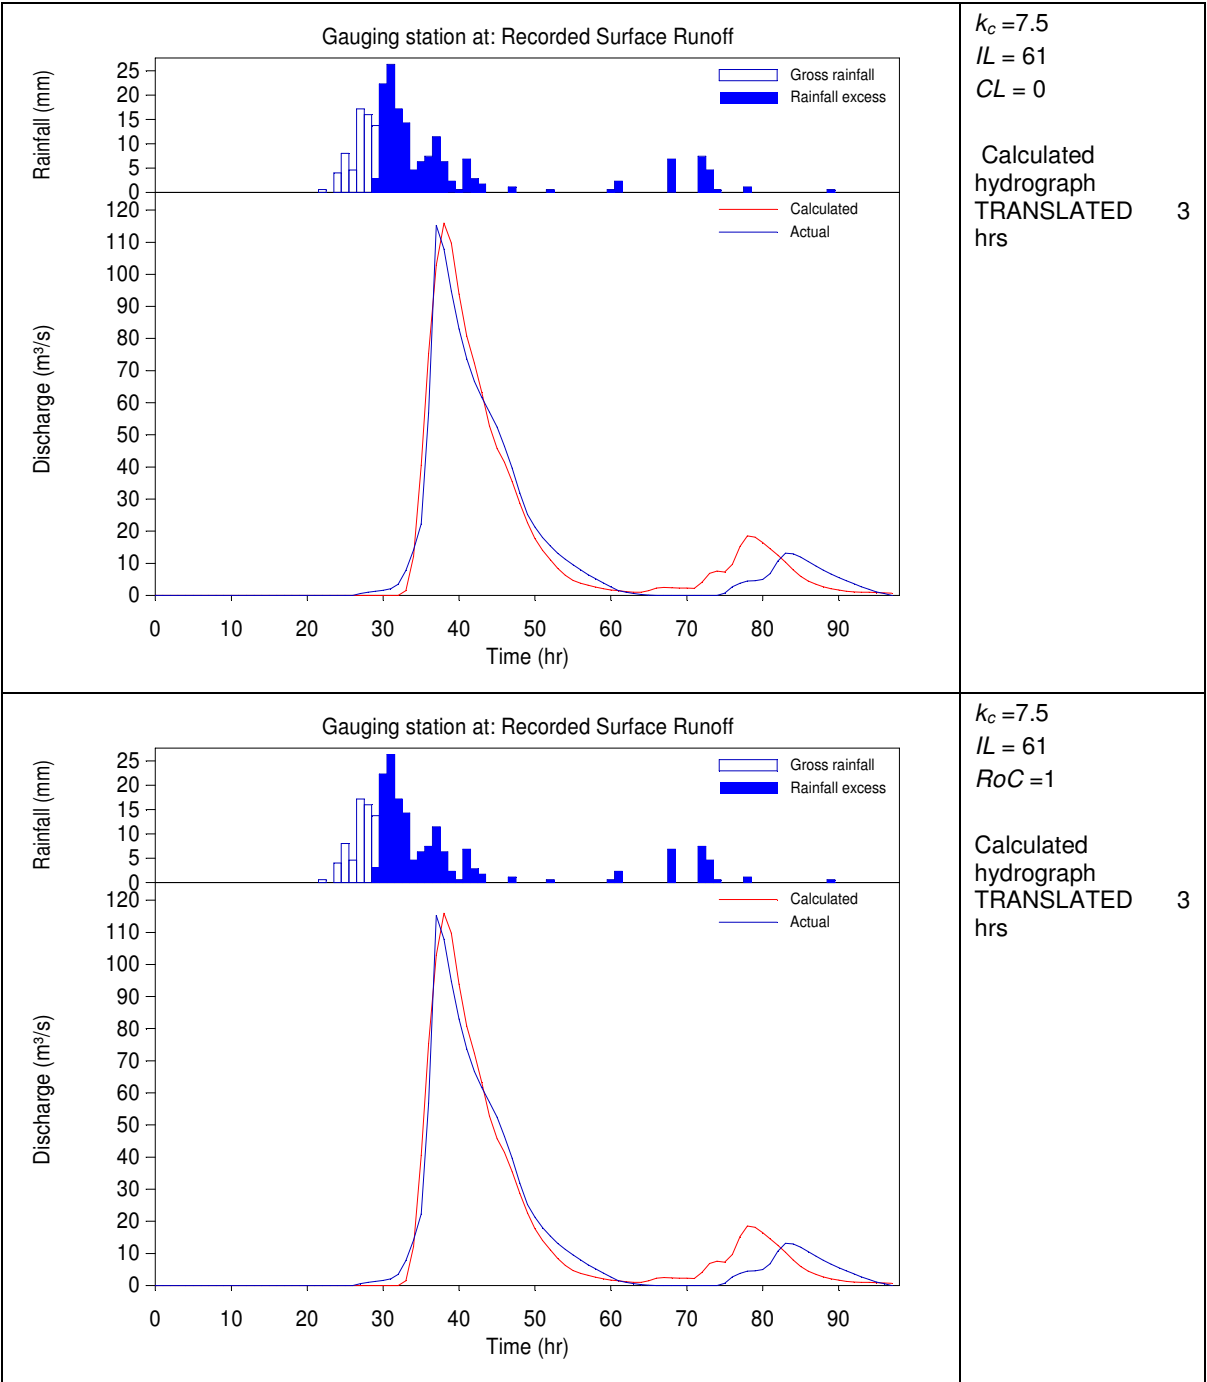 Gauging station at: Recorded Surface Runoff
Rainfall (mm)
25
20
15
10
5
0
Gross rainfall
Rainfall excess
Discharge (m³/s)
120
110
100
90
80
70
60
50
40
30
20
10
0
Calculated
Actual
0 10 20 30 40 50 60 70 80 90
Time (hr)
kc =7.5
IL = 61
CL = 0
Calculated
hydrograph
TRANSLATED 3
hrs
Gauging station at: Recorded Surface Runoff
Rainfall (mm)
25
20
15
10
5
0
Gross rainfall
Rainfall excess
Discharge (m³/s)
120
110
100
90
80
70
60
50
40
30
20
10
0
Calculated
Actual
0 10 20 30 40 50 60 70 80 90
Time (hr)
kc =7.5
IL = 61
RoC =1
Calculated
hydrograph
TRANSLATED 3
hrs